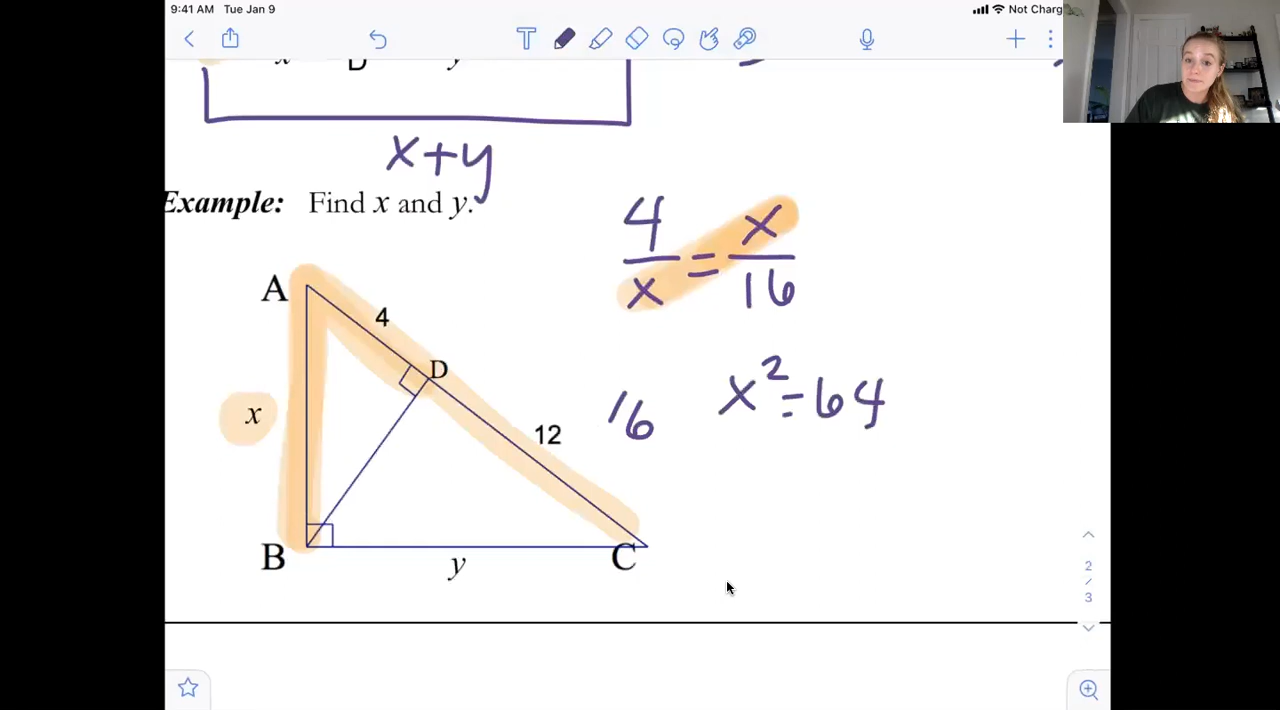 9:41 AM Tue Jan 9
Not Charg
T
x D y
x+y
Example: Find x and y.
4/x = x/16
A
4
D
x
12
16
x² = 64
B
y
C
2
/
3